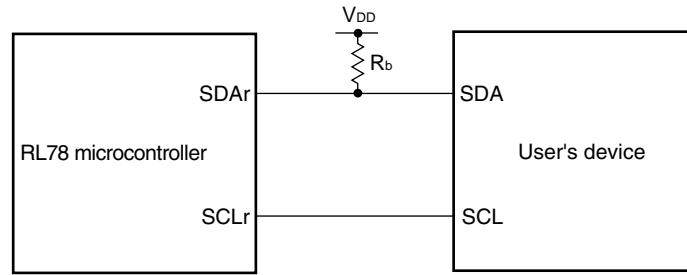 VDD
Rb
SDAr
SDA
RL78 microcontroller
User's device
SCLr
SCL